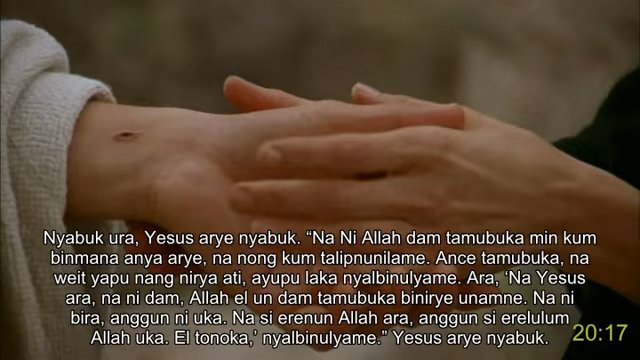 Nyabuk ura, Yesus arye nyabuk. “Na Ni Allah dam tamubuka min kum
binmana anya arye, na nong kum talipnunilame. Ance tamubuka, na
weit yapu nang nirya ati, ayupu laka nyalbinulyame. Ara, ‘Na Yesus
ara, na ni dam, Allah el un dam tamubuka binirye unamne. Na ni
bira, anggun ni uka. Na si erenun Allah ara, anggun si erelulum
Allah uka. El tonoka,’ nyalbinulyame.” Yesus arye nyabuk.
20:17